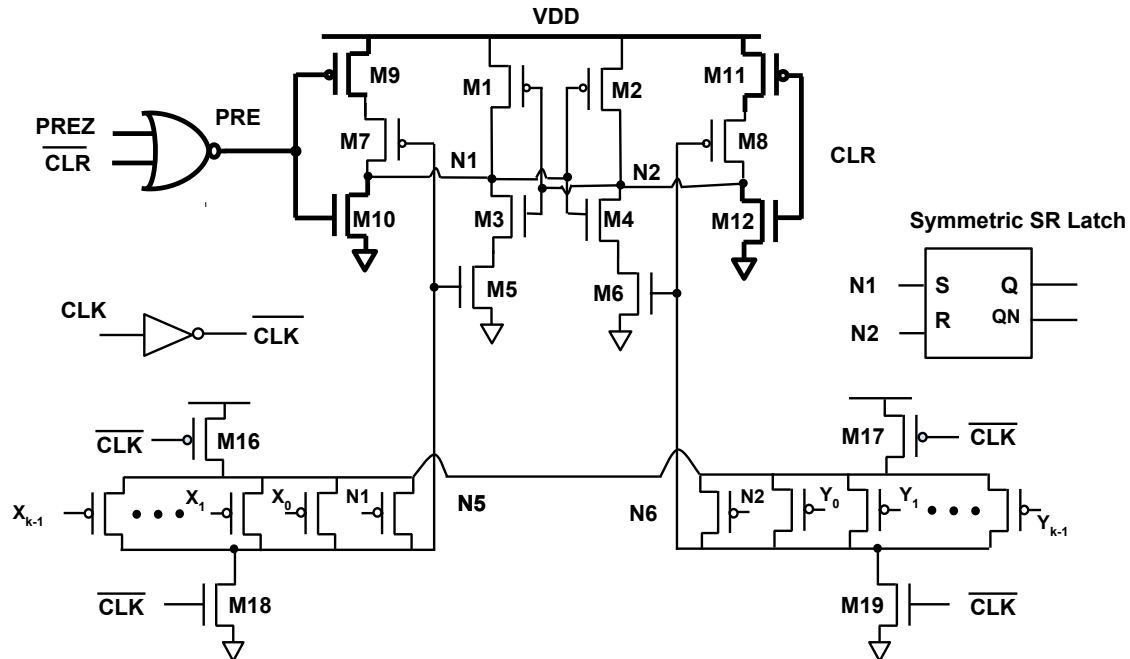 VDD
M9
M1
M2
M11
PREZ
PRE
CLR
M7
M8
CLR
N1
N2
M10
M3
M4
M12
Symmetric SR Latch
M5
M6
N1
S
Q
CLK
CLK
N2
R
QN
CLK
M16
M17
CLK
Xk-1
X1
X0
N1
N5
N6
N2
Y0
Y1
Yk-1
CLK
M18
M19
CLK